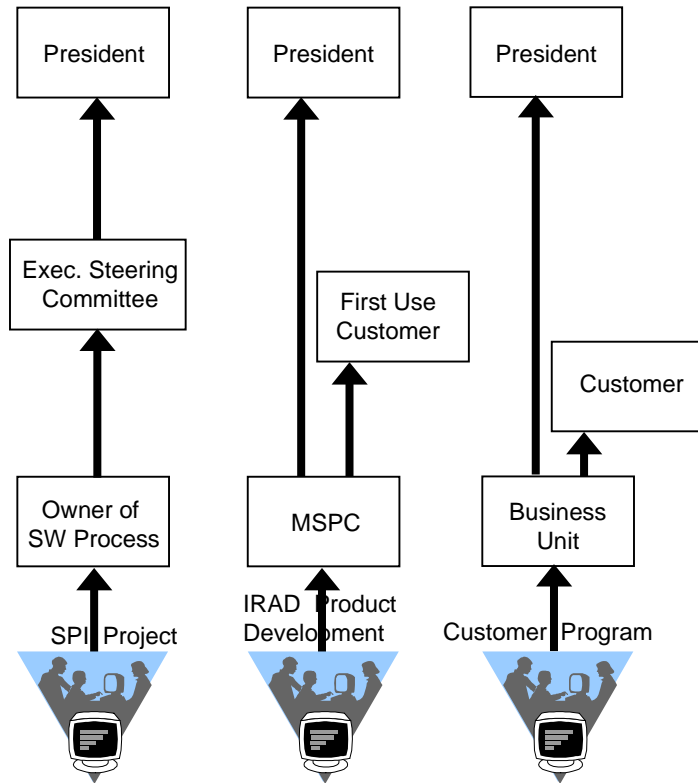 President
President
President
Exec. Steering
Committee
First Use
Customer
Customer
Owner of
SW Process
MSPC
Business
Unit
SPI Project
IRAD Product
Development
Customer Program